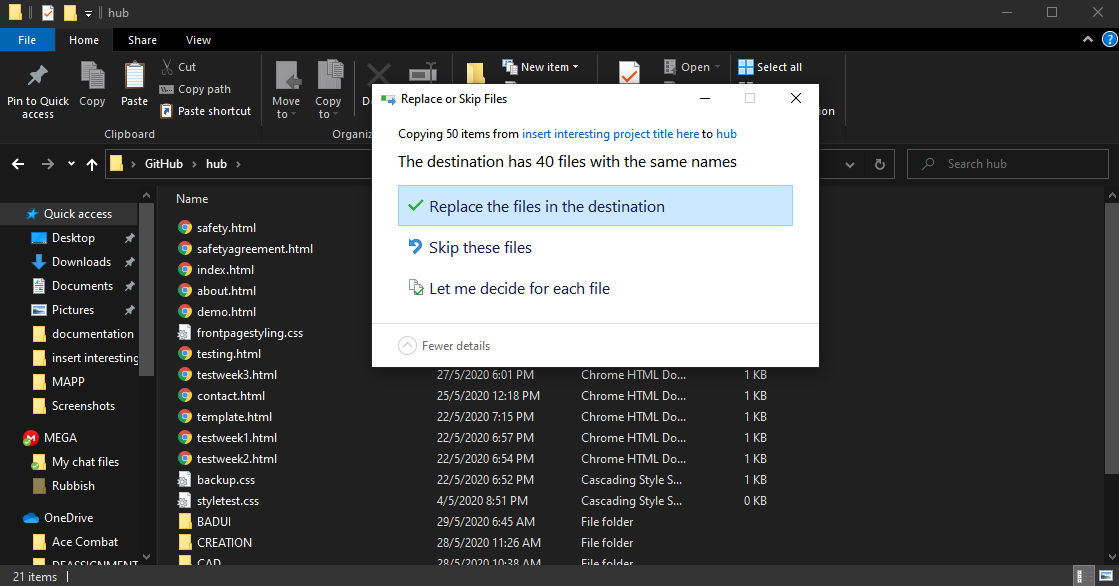 hub
File Home Share View
Pin to Quick access
Copy
Paste
Cut
Copy path
Paste shortcut
Clipboard
Move to
Copy to
New item
Open
Select all
GitHub hub
Search hub
Replace or Skip Files
Copying 50 items from insert interesting project title here to hub
The destination has 40 files with the same names
Replace the files in the destination
Skip these files
Let me decide for each file
Fewer details
Quick access
Desktop
Downloads
Documents
Pictures
documentation
insert interesting
MAPP
Screenshots
MEGA
My chat files
Rubbish
OneDrive
Ace Combat
Name
safety.html
safetyagreement.html
index.html
about.html
demo.html
frontpagestyling.css
testing.html
testweek3.html 27/5/2020 6:01 PM Chrome HTML Do... 1 KB
contact.html 25/5/2020 12:18 PM Chrome HTML Do... 1 KB
template.html 22/5/2020 7:15 PM Chrome HTML Do... 1 KB
testweek1.html 22/5/2020 6:57 PM Chrome HTML Do... 1 KB
testweek2.html 22/5/2020 6:54 PM Chrome HTML Do... 1 KB
backup.css 22/5/2020 6:52 PM Cascading Style S... 1 KB
styletest.css 4/5/2020 8:51 PM Cascading Style S... 0 KB
BADUI 29/5/2020 6:45 AM File folder
CREATION 28/5/2020 11:26 AM File folder
CAD 28/5/2020 10:38 AM File folder
21 items